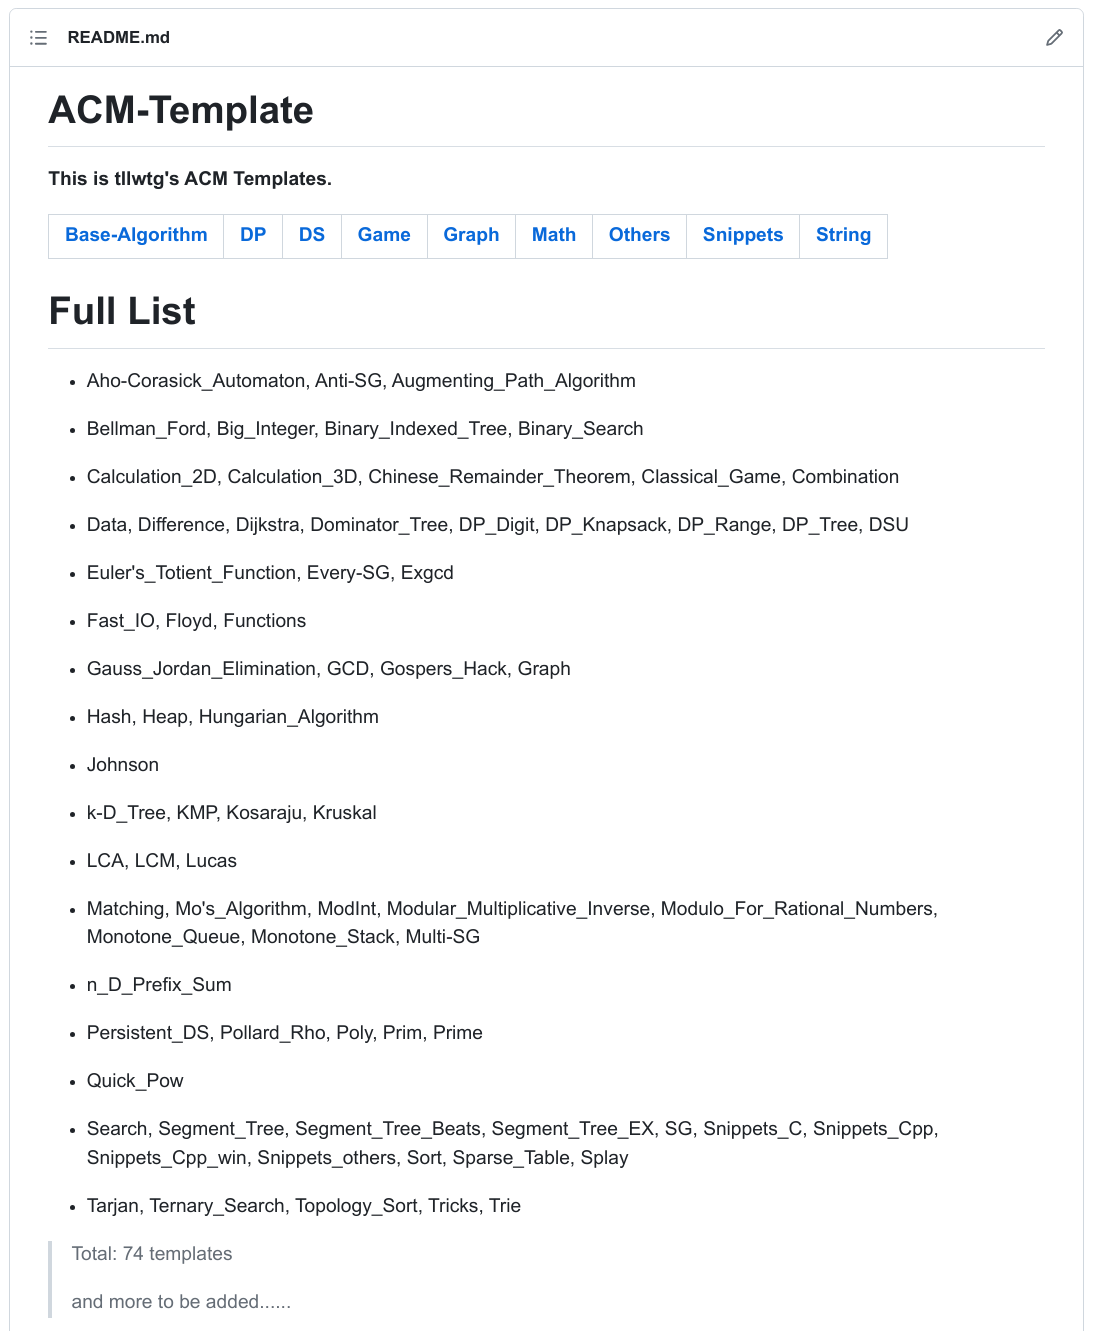 README.md
ACM-Template
This is tllwtg's ACM Templates.
Base-Algorithm DP DS Game Graph Math Others Snippets String
Full List
Aho-Corasick_Automaton, Anti-SG, Augmenting_Path_Algorithm
Bellman_Ford, Big_Integer, Binary_Indexed_Tree, Binary_Search
Calculation_2D, Calculation_3D, Chinese_Remainder_Theorem, Classical_Game, Combination
Data, Difference, Dijkstra, Dominator_Tree, DP_Digit, DP_Knapsack, DP_Range, DP_Tree, DSU
Euler's_Totient_Function, Every-SG, Exgcd
Fast_IO, Floyd, Functions
Gauss_Jordan_Elimination, GCD, Gospers_Hack, Graph
Hash, Heap, Hungarian_Algorithm
Johnson
k-D_Tree, KMP, Kosaraju, Kruskal
LCA, LCM, Lucas
Matching, Mo's_Algorithm, ModInt, Modular_Multiplicative_Inverse, Modulo_For_Rational_Numbers,
Monotone_Queue, Monotone_Stack, Multi-SG
n_D_Prefix_Sum
Persistent_DS, Pollard_Rho, Poly, Prim, Prime
Quick_Pow
Search, Segment_Tree, Segment_Tree_Beats, Segment_Tree_EX, SG, Snippets_C, Snippets_Cpp,
Snippets_Cpp_win, Snippets_others, Sort, Sparse_Table, Splay
Tarjan, Ternary_Search, Topology_Sort, Tricks, Trie
Total: 74 templates
and more to be added......